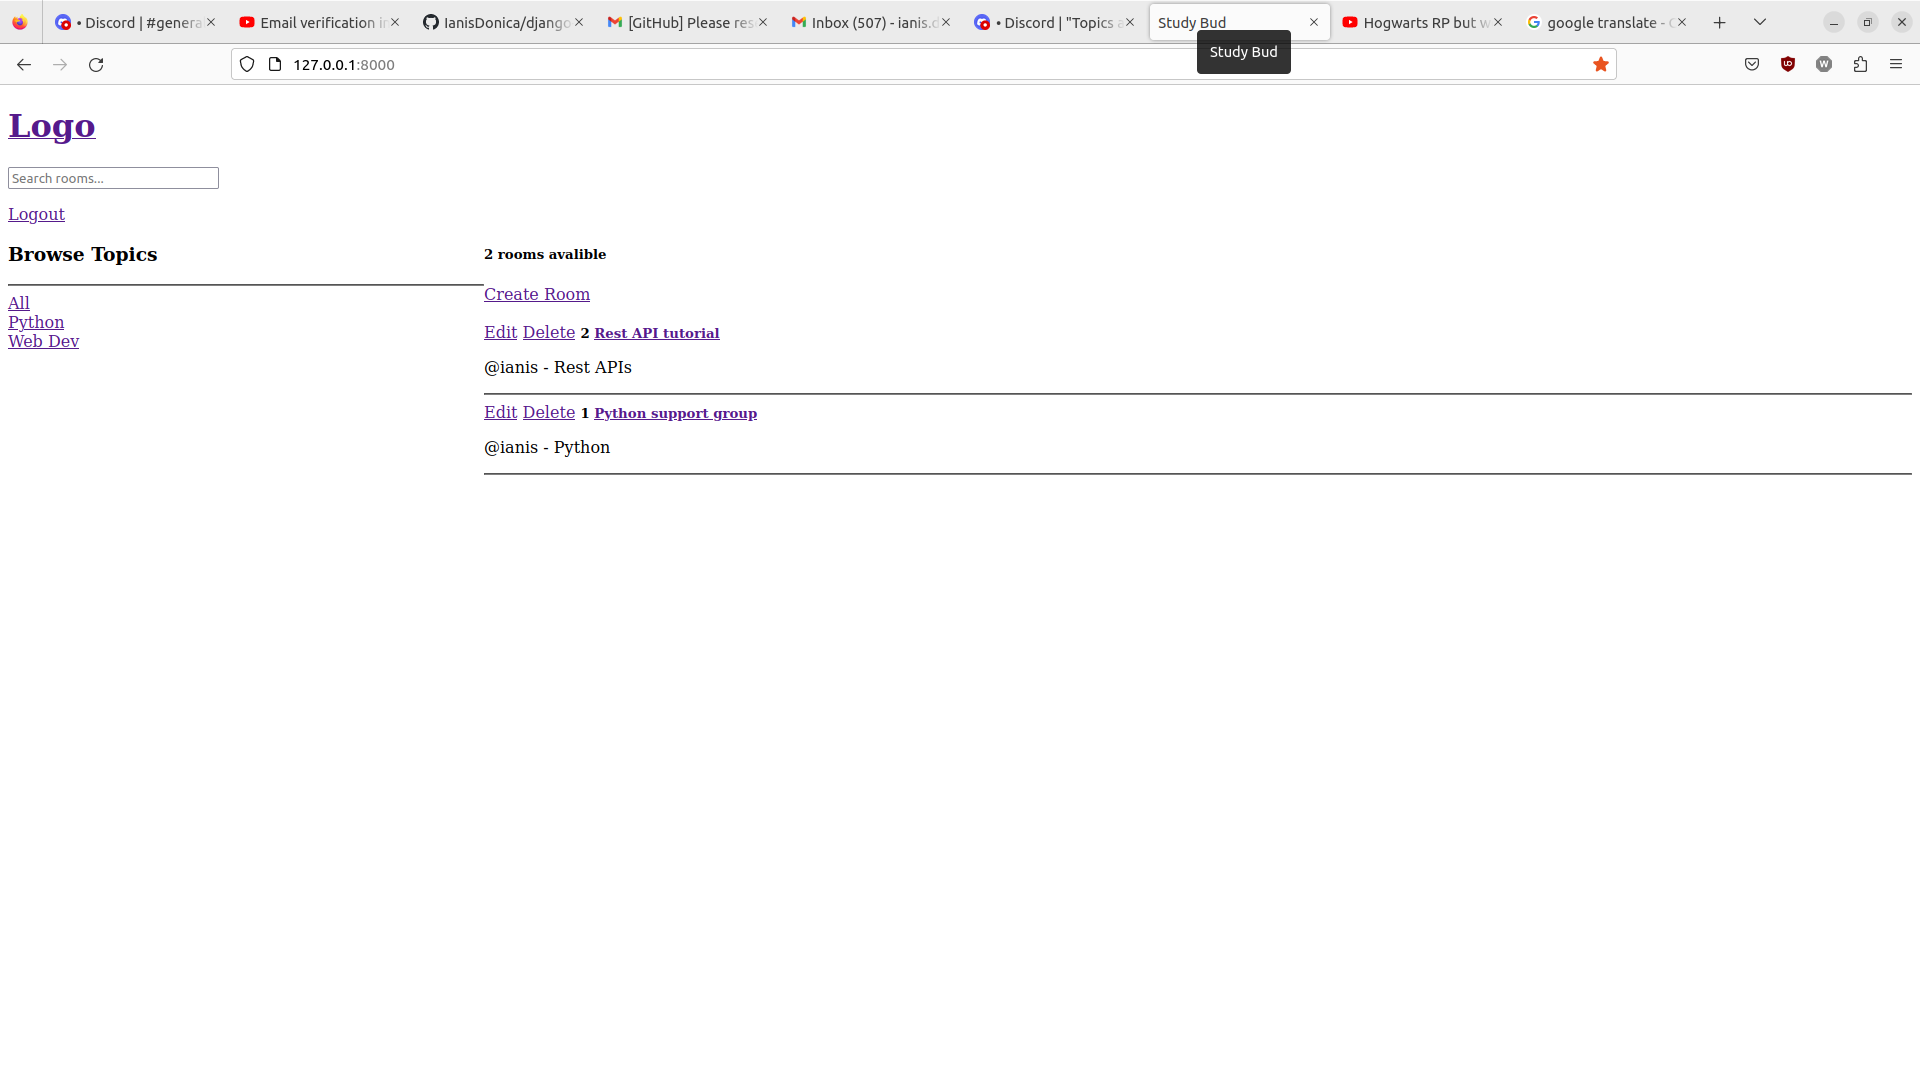 • Discord | #genera
Email verification i
IanisDonica/django
[GitHub] Please res
Inbox (507) - ianis.d
• Discord | "Topics a
Study Bud
Hogwarts RP but w
google translate -
Study Bud
127.0.0.1:8000
Logo
Search rooms...
Logout
Browse Topics
All
Python
Web Dev
2 rooms avalible
Create Room
Edit Delete 2 Rest API tutorial
@ianis - Rest APIs
Edit Delete 1 Python support group
@ianis - Python